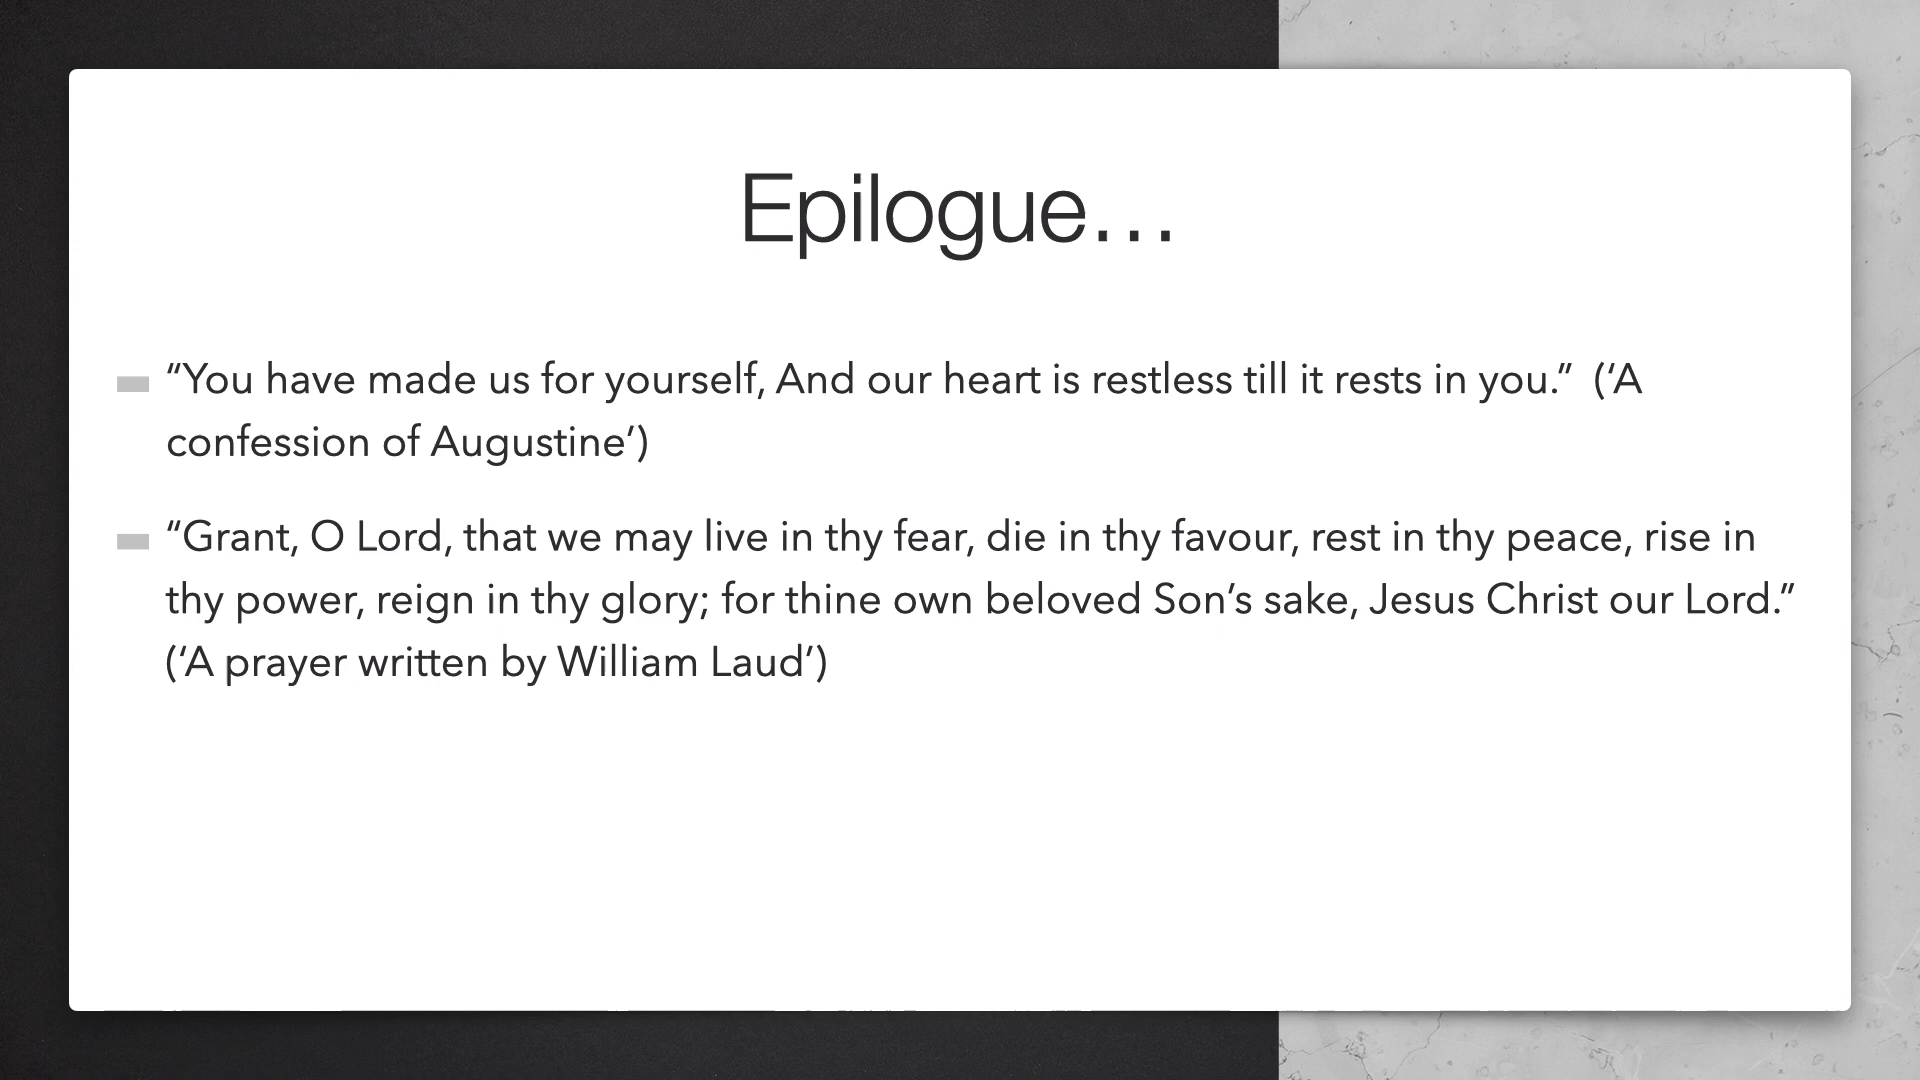 Epilogue…
“You have made us for yourself, And our heart is restless till it rests in you.”  (‘A
confession of Augustine’)
“Grant, O Lord, that we may live in thy fear, die in thy favour, rest in thy peace, rise in
thy power, reign in thy glory; for thine own beloved Son’s sake, Jesus Christ our Lord.”
(‘A prayer written by William Laud’)